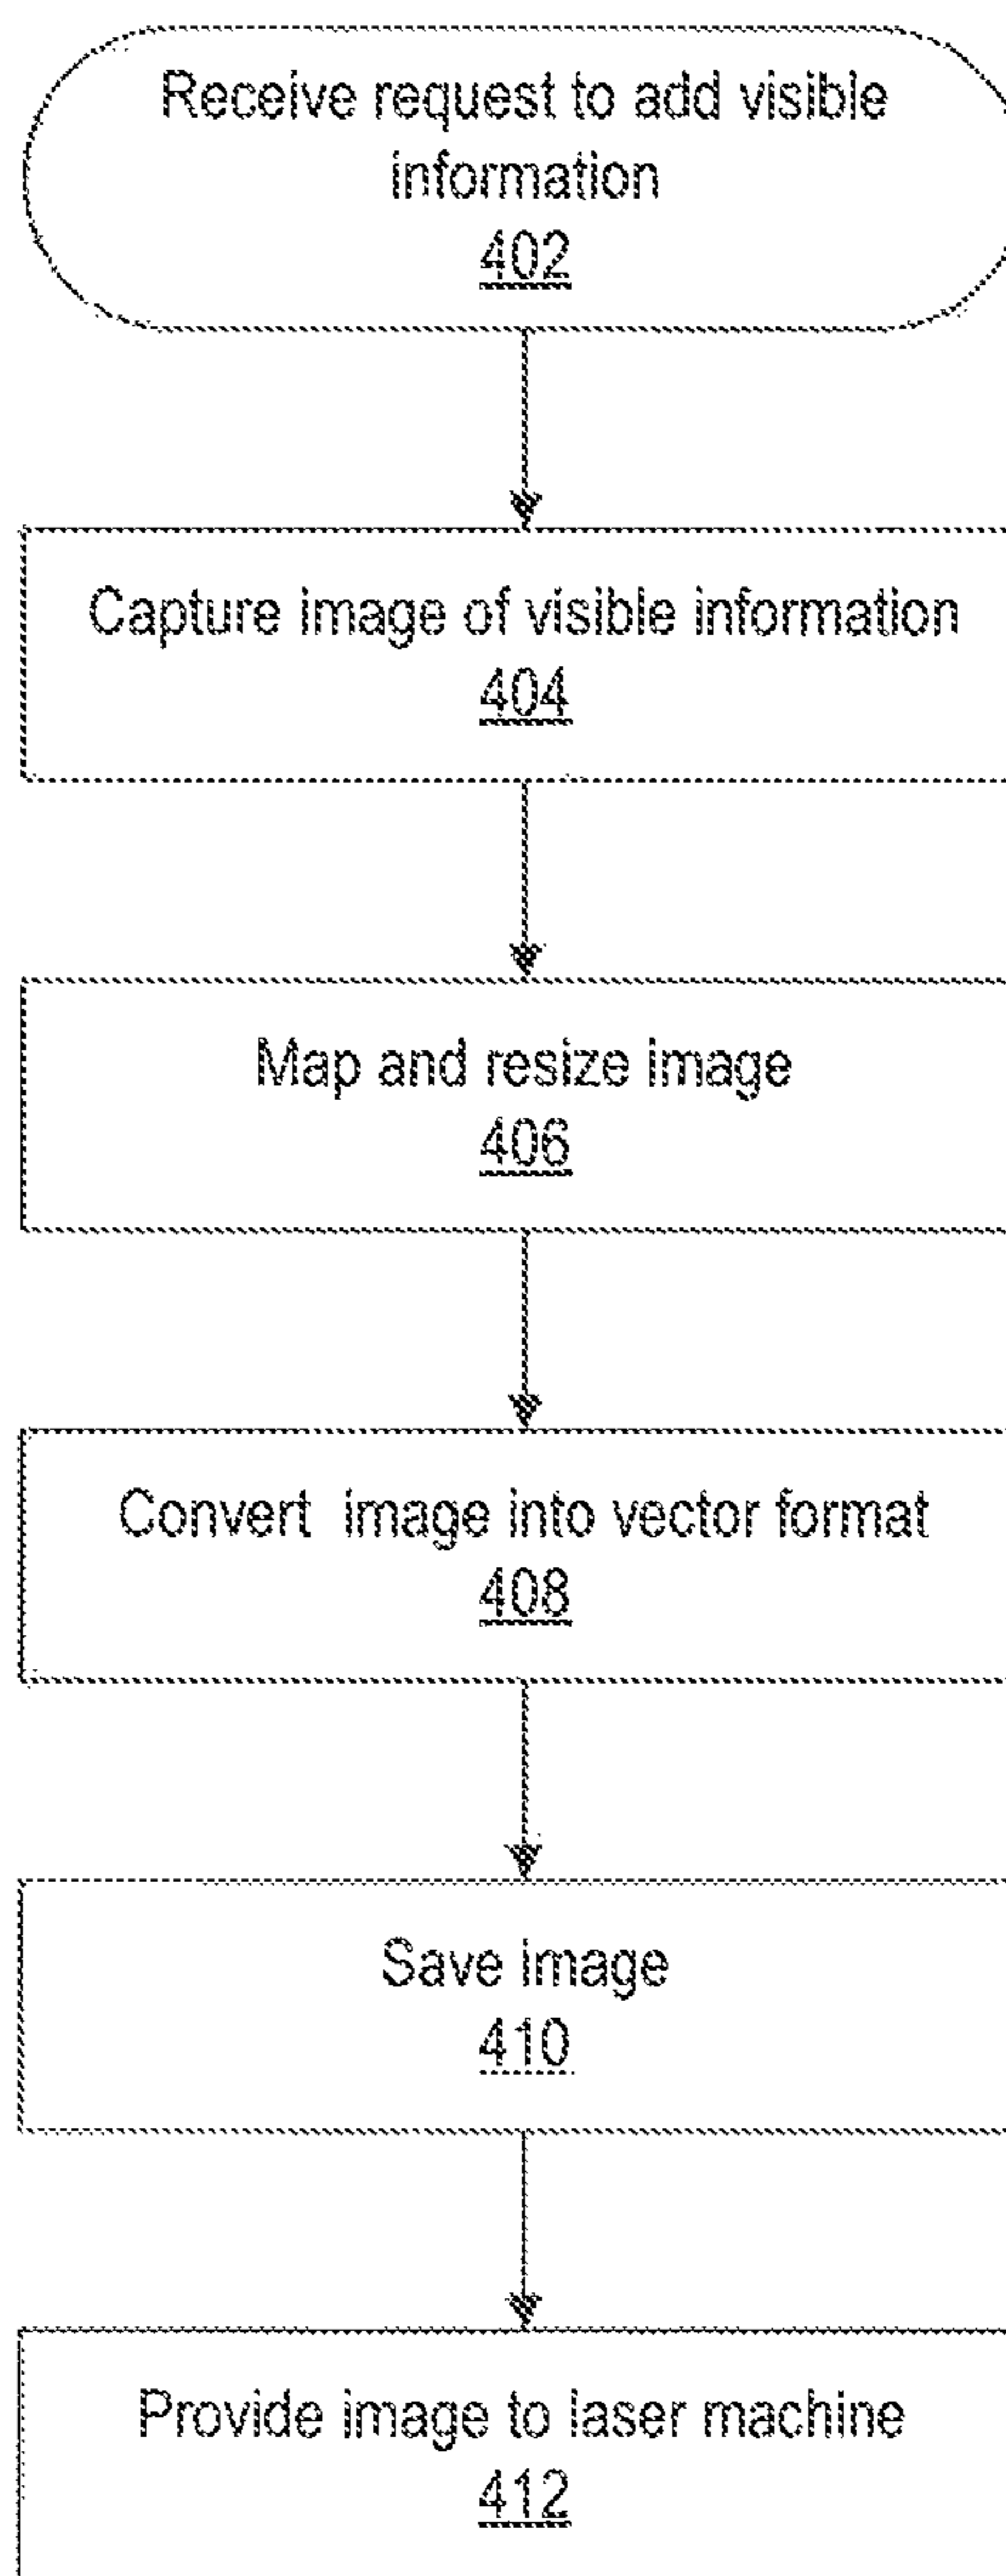 Receive request to add visible
information
402
Capture image of visible information
404
Map and resize image
406
Convert image into vector format
408
Save image
410
Provide image to laser machine
412